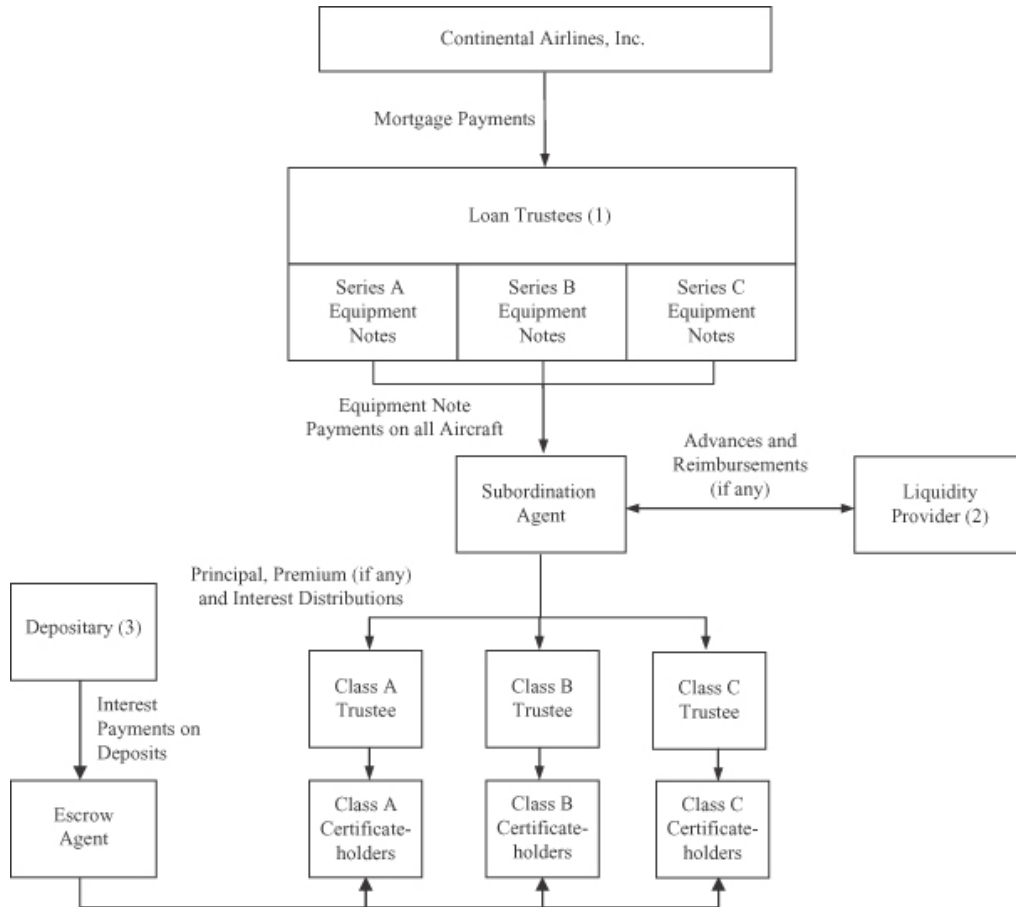 Continental Airlines, Inc.
Mortgage Payments
Loan Trustees (1)
Series A
Equipment
Notes
Series B
Equipment
Notes
Series C
Equipment
Notes
Equipment Note
Payments on all Aircraft
Advances and
Reimbursements
(if any)
Subordination
Agent
Liquidity
Provider (2)
Principal, Premium (if any)
and Interest Distributions
Depositary (3)
Interest
Payments on
Deposits
Class A
Trustee
Class B
Trustee
Class C
Trustee
Escrow
Agent
Class A
Certificate-
holders
Class B
Certificate-
holders
Class C
Certificate-
holders